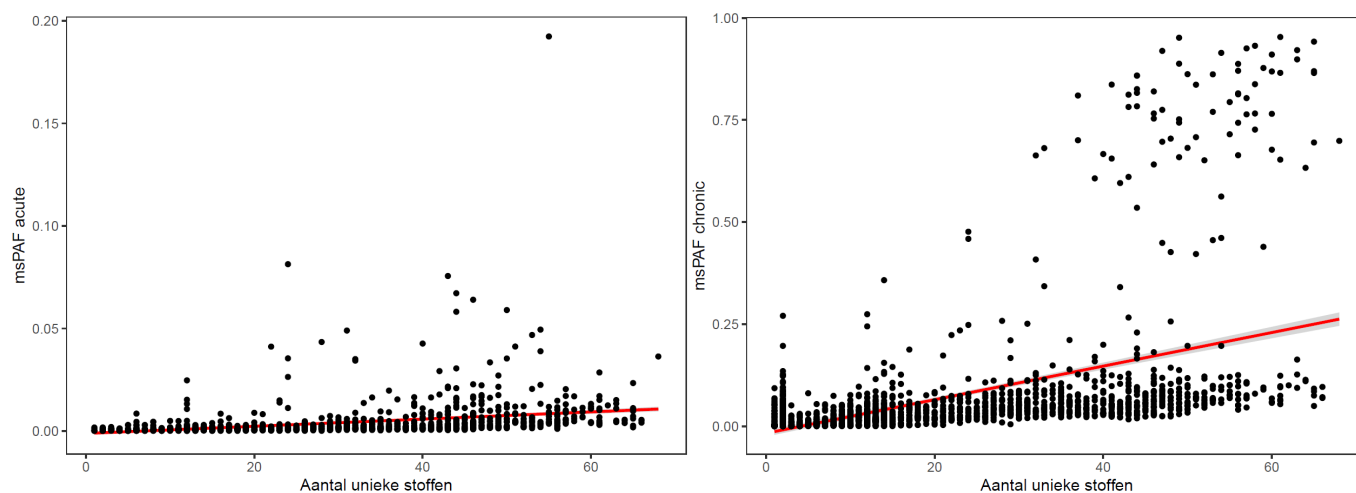 0.20
0.15
0.10
0.05
0.00
msPAF acute
0 20 40 60
Aantal unieke stoffen
1.00
0.75
0.50
0.25
0.00
msPAF chronic
0 20 40 60
Aantal unieke stoffen